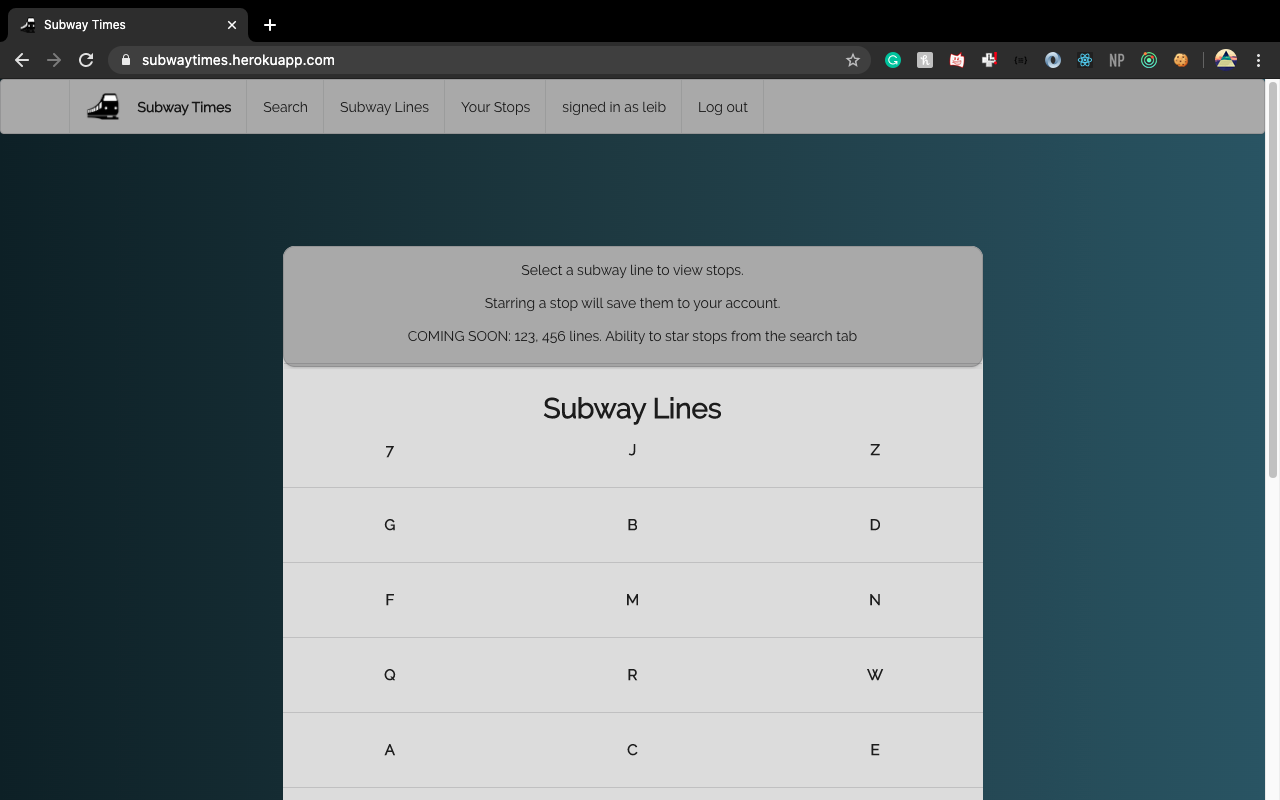 Subway Times
subwaytimes.herokuapp.com
NP
Subway Times Search Subway Lines Your Stops signed in as leib Log out
Select a subway line to view stops.
Starring a stop will save them to your account.
COMING SOON: 123, 456 lines. Ability to star stops from the search tab
Subway Lines
7 J Z
G B D
F M N
Q R W
A C E